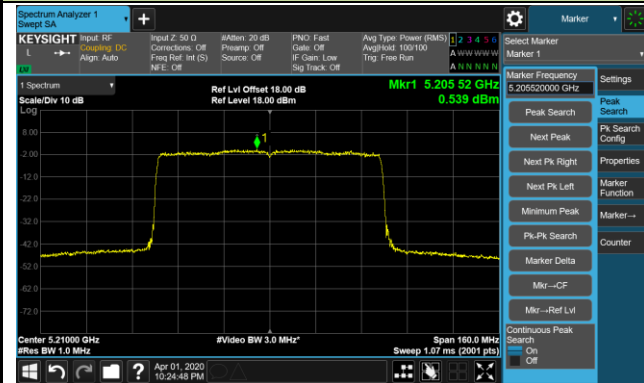 Spectrum Analyzer 1
Swept SA
+
Marker
KEYSIGHT
Input: RF
Coupling: DC
Align: Auto
Input Z: 50 Ω
Corrections: Off
Freq Ref: Int (S)
NFE: Off
#Atten: 20 dB
Preamp: Off
Source: Off
PNO: Fast
Gate: Off
IF Gain: Low
Sig Track: Off
Avg Type: Power (RMS)
Avg|Hold: 100/100
Trig: Free Run
1 2 3 4 5 6
A W W W W W
A N N N N N
L
Select Marker
Marker 1
1 Spectrum
Scale/Div 10 dB
Log
Ref Lvl Offset 18.00 dB
Ref Level 18.00 dBm
Mkr1 5.205 52 GHz
0.539 dBm
1
8.00
-2.00
-12.0
-22.0
-32.0
-42.0
-52.0
-62.0
-72.0
Center 5.21000 GHz
#Res BW 1.0 MHz
#Video BW 3.0 MHz*
Span 160.0 MHz
Sweep 1.07 ms (2001 pts)
Marker Frequency
5.205520000 GHz
Peak Search
Next Peak
Next Pk Right
Next Pk Left
Minimum Peak
Pk-Pk Search
Marker Delta
Mkr→CF
Mkr→Ref Lvl
Continuous Peak
Search
On
Off
Settings
Peak
Search
Pk Search
Config
Properties
Marker
Function
Marker→
Counter
?
Apr 01, 2020
10:24:48 PM